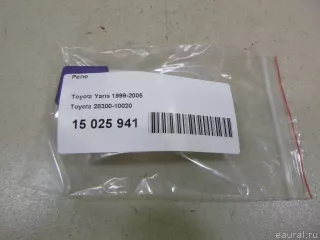 Реле
Toyota Yaris 1999-2005
Toyota 28300-10020
15 025 941
© eaural.ru